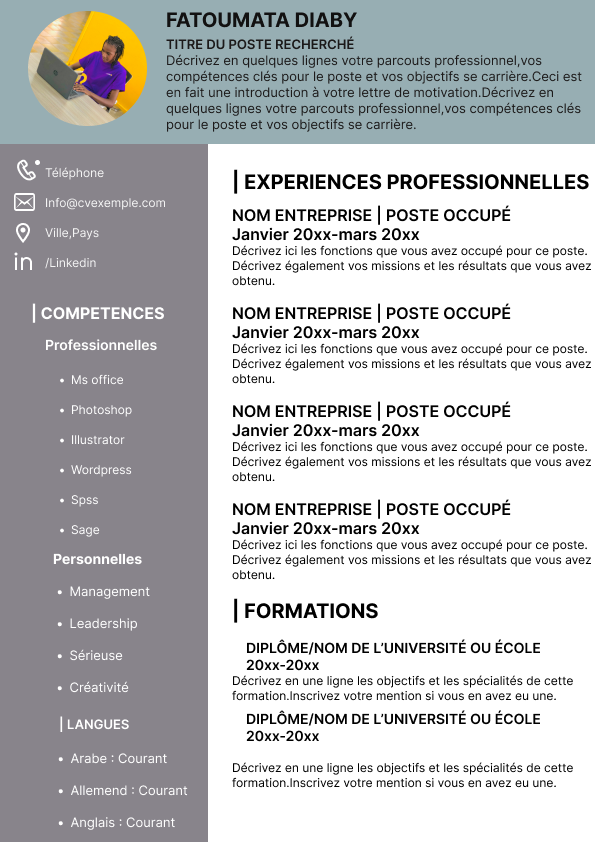 FATOUMATA DIABY
TITRE DU POSTE RECHERCHÉ
Décrivez en quelques lignes votre parcouts professionnel,vos
compétences clés pour le poste et vos objectifs se carrière.Ceci est
en fait une introduction à votre lettre de motivation.Décrivez en
quelques lignes votre parcouts professionnel,vos compétences clés
pour le poste et vos objectifs se carrière.
Téléphone
Info@cvexemple.com
Ville,Pays
in /Linkedin
| COMPETENCES
Professionnelles
• Ms office
• Photoshop
• Illustrator
• Wordpress
• Spss
• Sage
Personnelles
• Management
• Leadership
• Sérieuse
• Créativité
| LANGUES
• Arabe : Courant
• Allemend : Courant
• Anglais : Courant
| EXPERIENCES PROFESSIONNELLES
NOM ENTREPRISE | POSTE OCCUPÉ
Janvier 20xx-mars 20xx
Décrivez ici les fonctions que vous avez occupé pour ce poste.
Décrivez également vos missions et les résultats que vous avez
obtenu.
NOM ENTREPRISE | POSTE OCCUPÉ
Janvier 20xx-mars 20xx
Décrivez ici les fonctions que vous avez occupé pour ce poste.
Décrivez également vos missions et les résultats que vous avez
obtenu.
NOM ENTREPRISE | POSTE OCCUPÉ
Janvier 20xx-mars 20xx
Décrivez ici les fonctions que vous avez occupé pour ce poste.
Décrivez également vos missions et les résultats que vous avez
obtenu.
NOM ENTREPRISE | POSTE OCCUPÉ
Janvier 20xx-mars 20xx
Décrivez ici les fonctions que vous avez occupé pour ce poste.
Décrivez également vos missions et les résultats que vous avez
obtenu.
| FORMATIONS
DIPLÔME/NOM DE L’UNIVERSITÉ OU ÉCOLE
20xx-20xx
Décrivez en une ligne les objectifs et les spécialités de cette
formation.Inscrivez votre mention si vous en avez eu une.
DIPLÔME/NOM DE L’UNIVERSITÉ OU ÉCOLE
20xx-20xx
Décrivez en une ligne les objectifs et les spécialités de cette
formation.Inscrivez votre mention si vous en avez eu une.